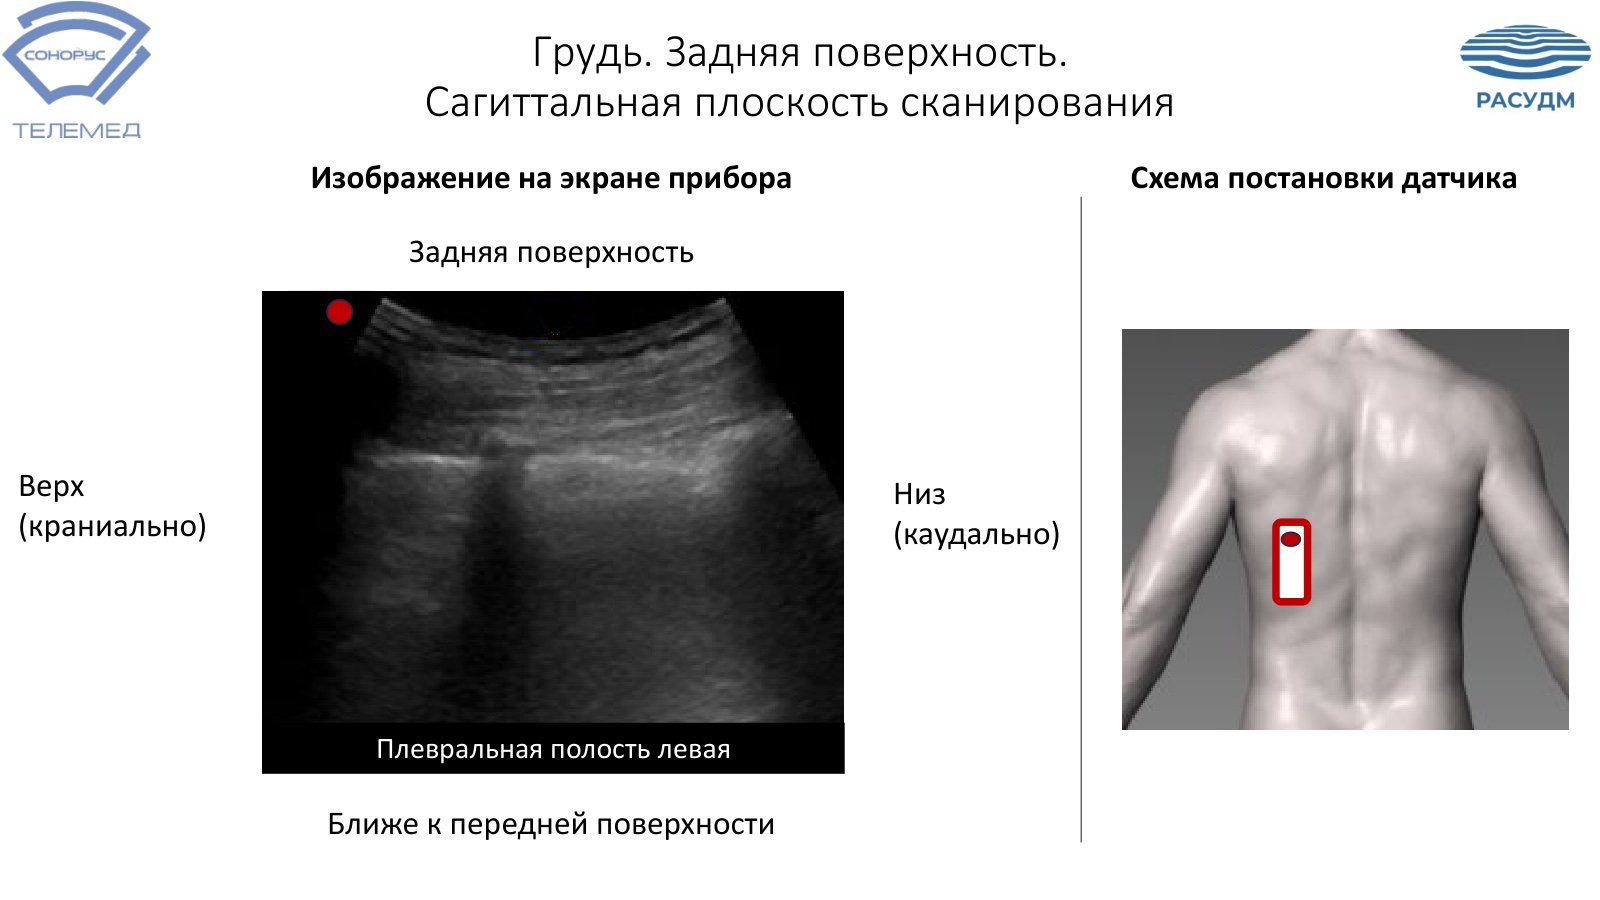 СОНОРУС
ТЕЛЕМЕД
Грудь. Задняя поверхность.
Сагиттальная плоскость сканирования
РАСУДМ
Изображение на экране прибора
Схема постановки датчика
Задняя поверхность
Верх
(краниально)
Низ
(каудально)
Плевральная полость левая
Ближе к передней поверхности